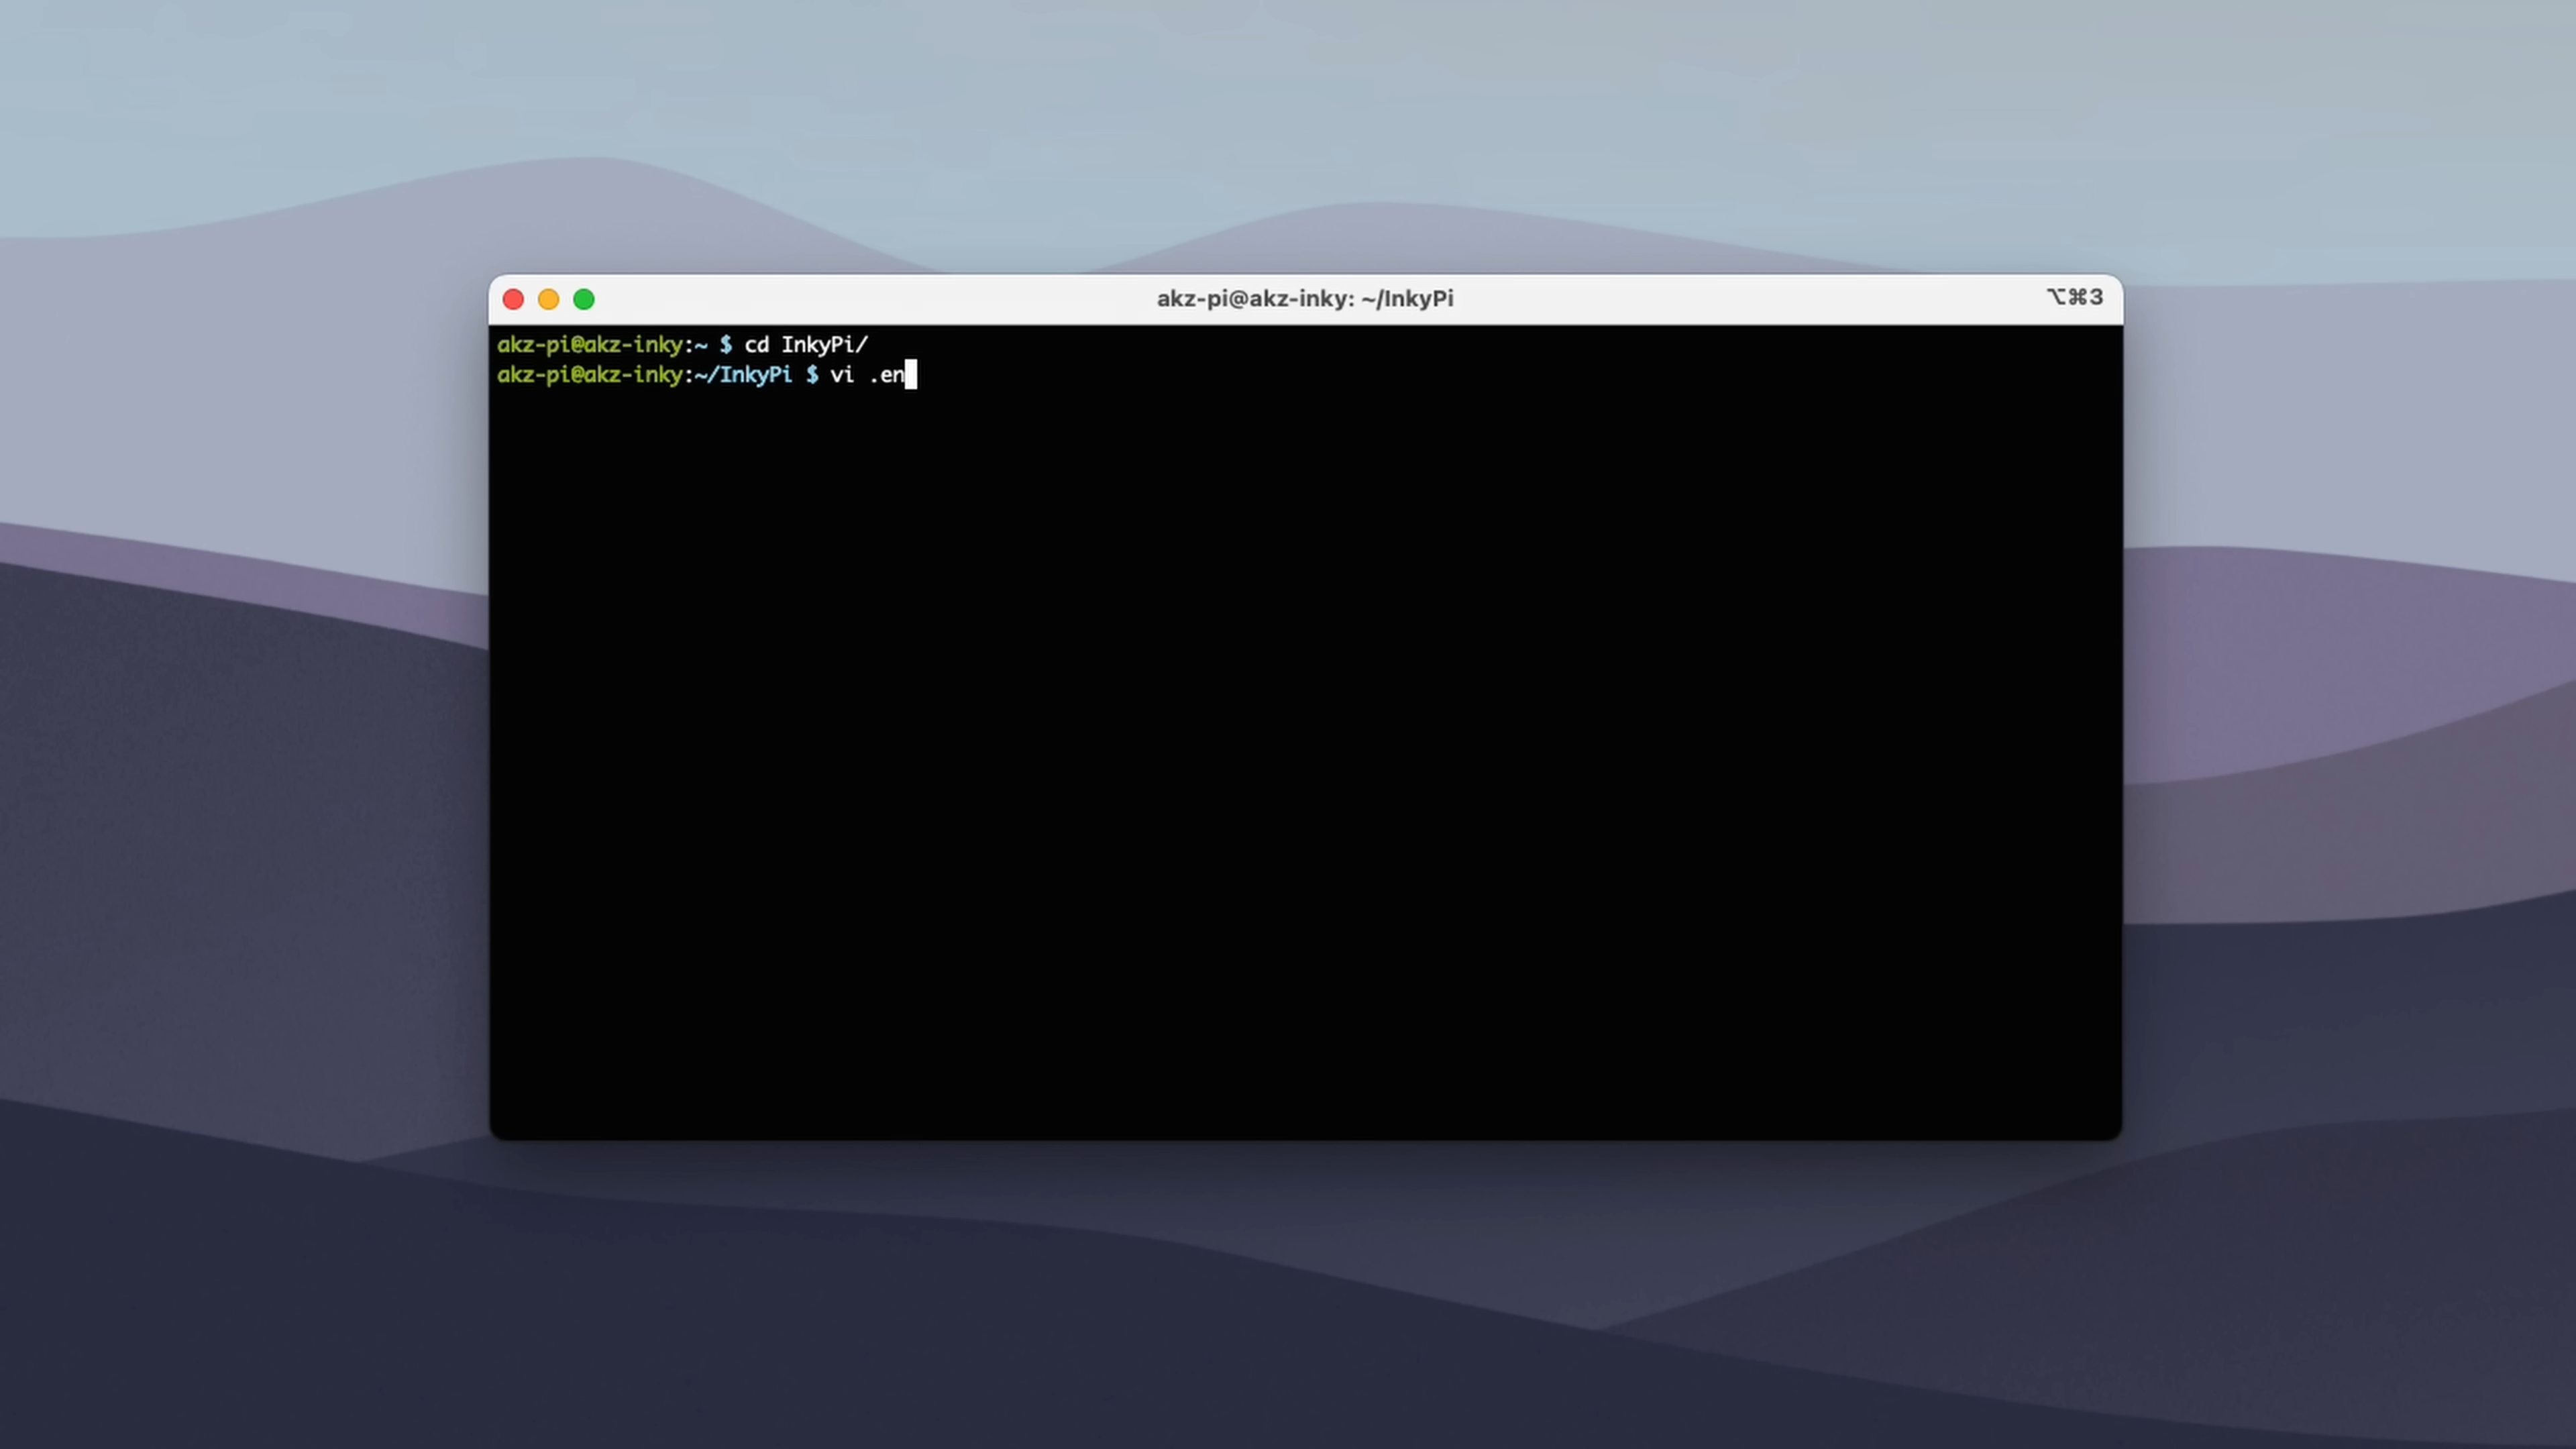 akz-pi@akz-inky: ~/InkyPi
⌥⌘3
akz-pi@akz-inky:~ $ cd InkyPi/
akz-pi@akz-inky:~/InkyPi $ vi .en